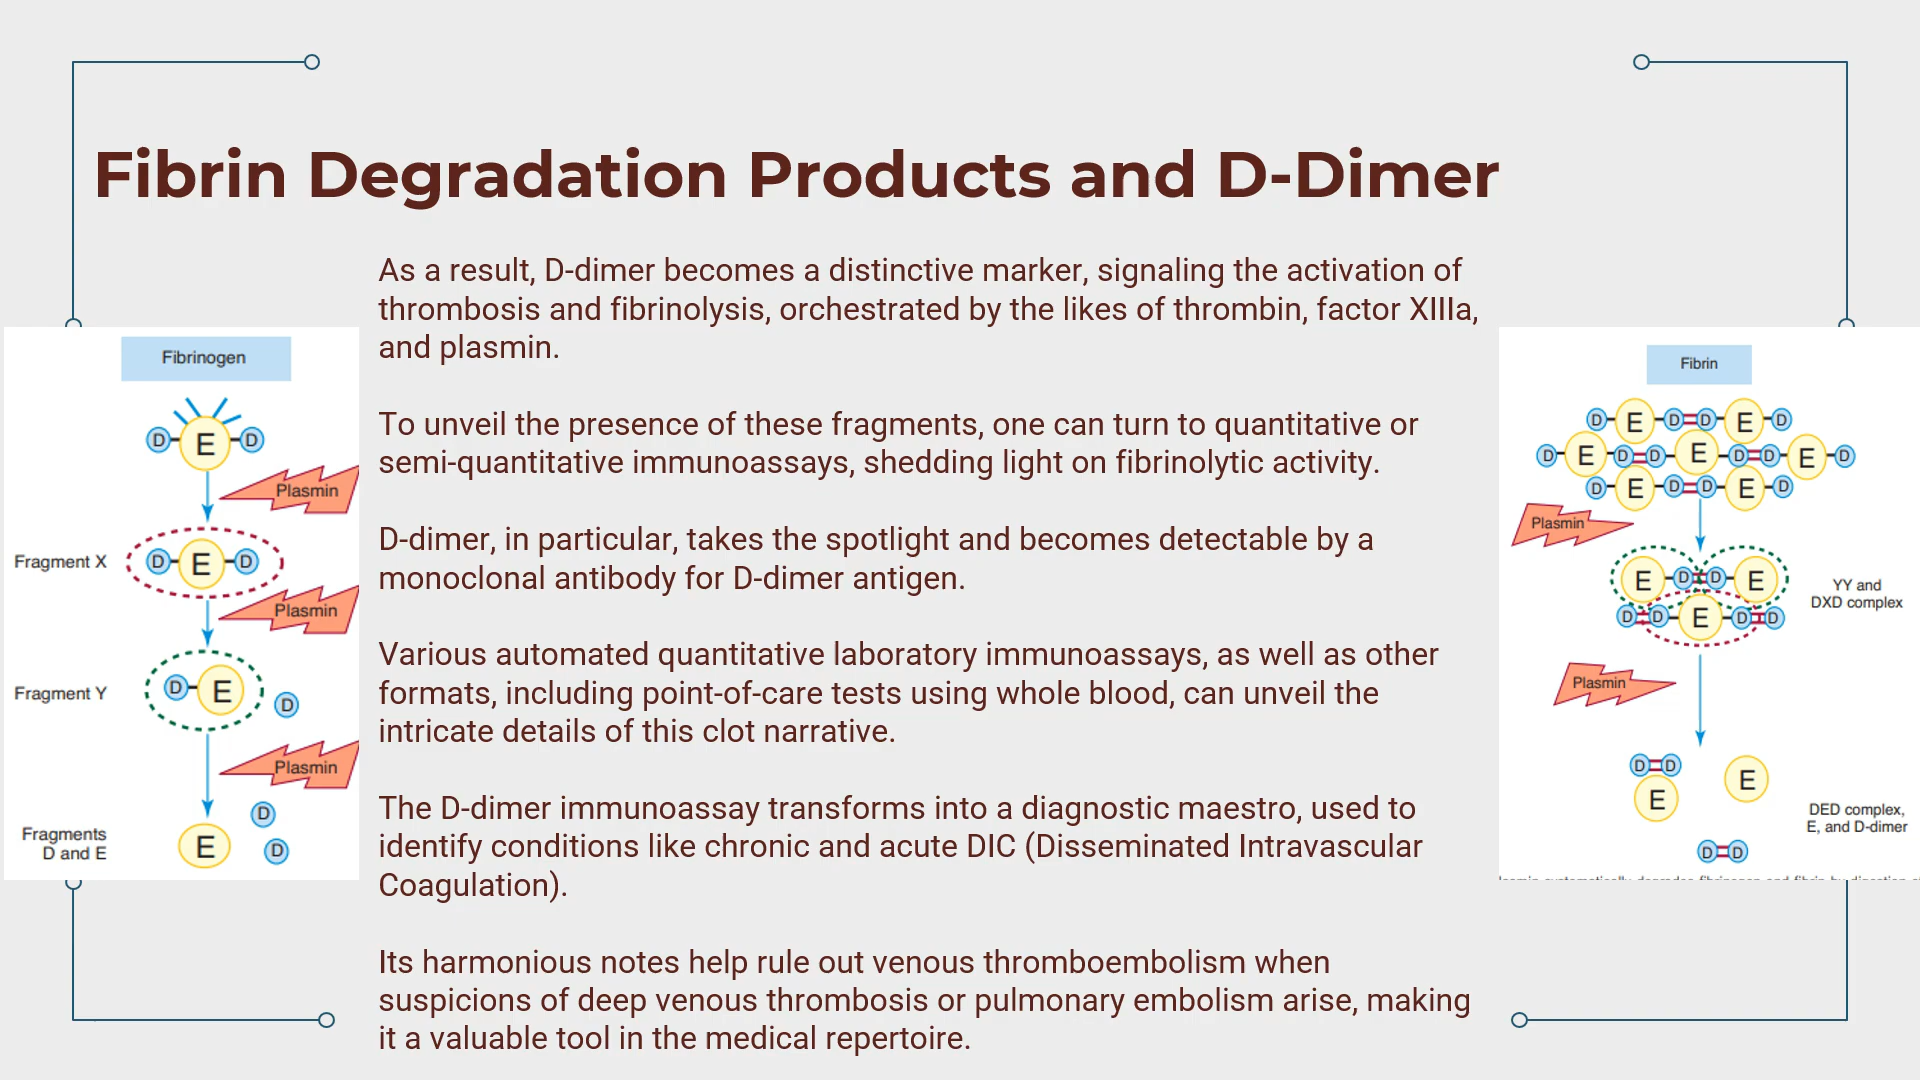 Fibrin Degradation Products and D-Dimer
As a result, D-dimer becomes a distinctive marker, signaling the activation of
thrombosis and fibrinolysis, orchestrated by the likes of thrombin, factor XIIIa,
and plasmin.
To unveil the presence of these fragments, one can turn to quantitative or
semi-quantitative immunoassays, shedding light on fibrinolytic activity.
D-dimer, in particular, takes the spotlight and becomes detectable by a
monoclonal antibody for D-dimer antigen.
Various automated quantitative laboratory immunoassays, as well as other
formats, including point-of-care tests using whole blood, can unveil the
intricate details of this clot narrative.
The D-dimer immunoassay transforms into a diagnostic maestro, used to
identify conditions like chronic and acute DIC (Disseminated Intravascular
Coagulation).
Its harmonious notes help rule out venous thromboembolism when
suspicions of deep venous thrombosis or pulmonary embolism arise, making
it a valuable tool in the medical repertoire.
Fibrinogen
D E D
Plasmin
Fragment X
D E D
Plasmin
Fragment Y
D E
D
Plasmin
Fragments
D and E
E
D
D
Fibrin
D E D D E D
D E D D E D D E D
D E D D E D
Plasmin
E D D E
D D E D D
YY and
DXD complex
Plasmin
D D
E
E
D D
DED complex,
E, and D-dimer